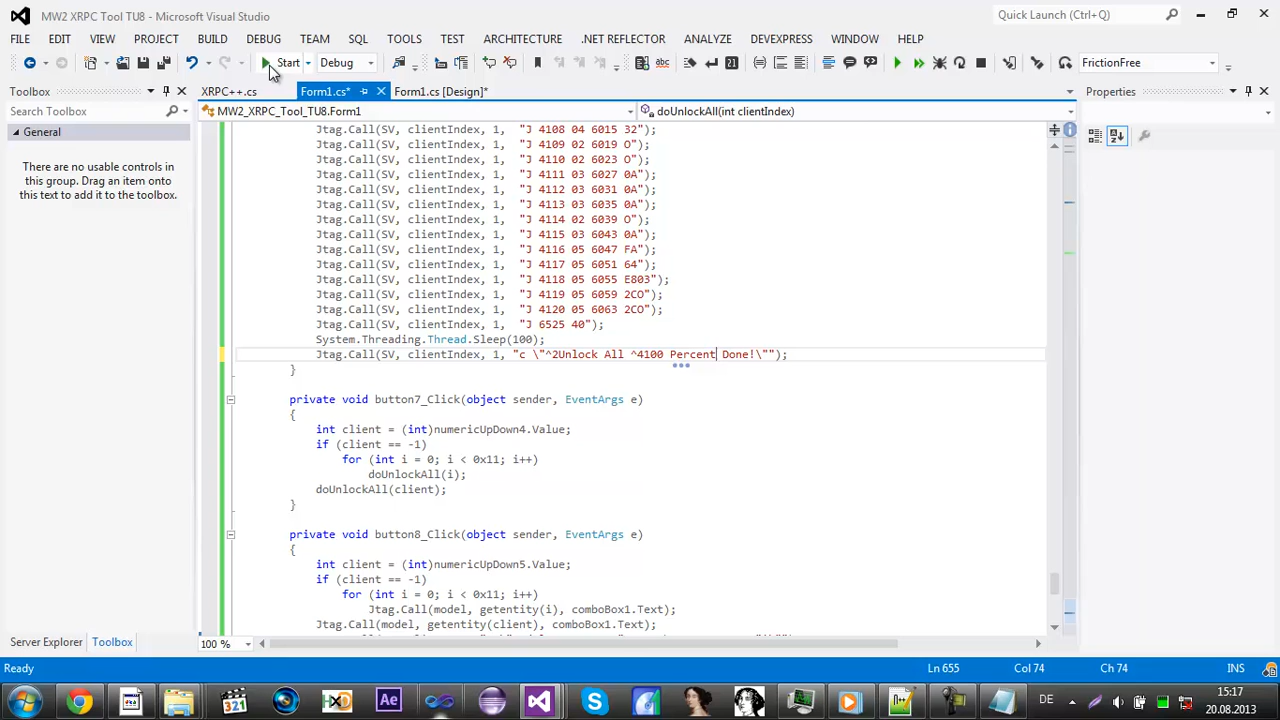 MW2 XRPC Tool TU8 - Microsoft Visual Studio
Quick Launch (Ctrl+Q)
FILE EDIT VIEW PROJECT BUILD DEBUG TEAM SQL TOOLS TEST ARCHITECTURE .NET REFLECTOR ANALYZE DEVEXPRESS WINDOW HELP
Start Debug FrictionFree
Toolbox
XRPC++.cs Form1.cs* Form1.cs [Design]*
Properties
Search Toolbox
MW2_XRPC_Tool_TU8.Form1
doUnlockAll(int clientIndex)
General
There are no usable controls in
this group. Drag an item onto
this text to add it to the toolbox.
Jtag.Call(SV, clientIndex, 1, "J 4108 04 6015 32");
Jtag.Call(SV, clientIndex, 1, "J 4109 02 6019 O");
Jtag.Call(SV, clientIndex, 1, "J 4110 02 6023 O");
Jtag.Call(SV, clientIndex, 1, "J 4111 03 6027 0A");
Jtag.Call(SV, clientIndex, 1, "J 4112 03 6031 0A");
Jtag.Call(SV, clientIndex, 1, "J 4113 03 6035 0A");
Jtag.Call(SV, clientIndex, 1, "J 4114 02 6039 O");
Jtag.Call(SV, clientIndex, 1, "J 4115 03 6043 0A");
Jtag.Call(SV, clientIndex, 1, "J 4116 05 6047 FA");
Jtag.Call(SV, clientIndex, 1, "J 4117 05 6051 64");
Jtag.Call(SV, clientIndex, 1, "J 4118 05 6055 E803");
Jtag.Call(SV, clientIndex, 1, "J 4119 05 6059 2CO");
Jtag.Call(SV, clientIndex, 1, "J 4120 05 6063 2CO");
Jtag.Call(SV, clientIndex, 1, "J 6525 40");
System.Threading.Thread.Sleep(100);
Jtag.Call(SV, clientIndex, 1, "c \"^2Unlock All ^4100 Percent Done!\"");
}
private void button7_Click(object sender, EventArgs e)
{
int client = (int)numericUpDown4.Value;
if (client == -1)
for (int i = 0; i < 0x11; i++)
doUnlockAll(i);
doUnlockAll(client);
}
private void button8_Click(object sender, EventArgs e)
{
int client = (int)numericUpDown5.Value;
if (client == -1)
for (int i = 0; i < 0x11; i++)
Jtag.Call(model, getentity(i), comboBox1.Text);
Jtag.Call(model, getentity(client), comboBox1.Text);
Server Explorer Toolbox
100 %
Ready
Ln 655 Col 74 Ch 74 INS
321
XD
Ae
DE
15:17
20.08.2013